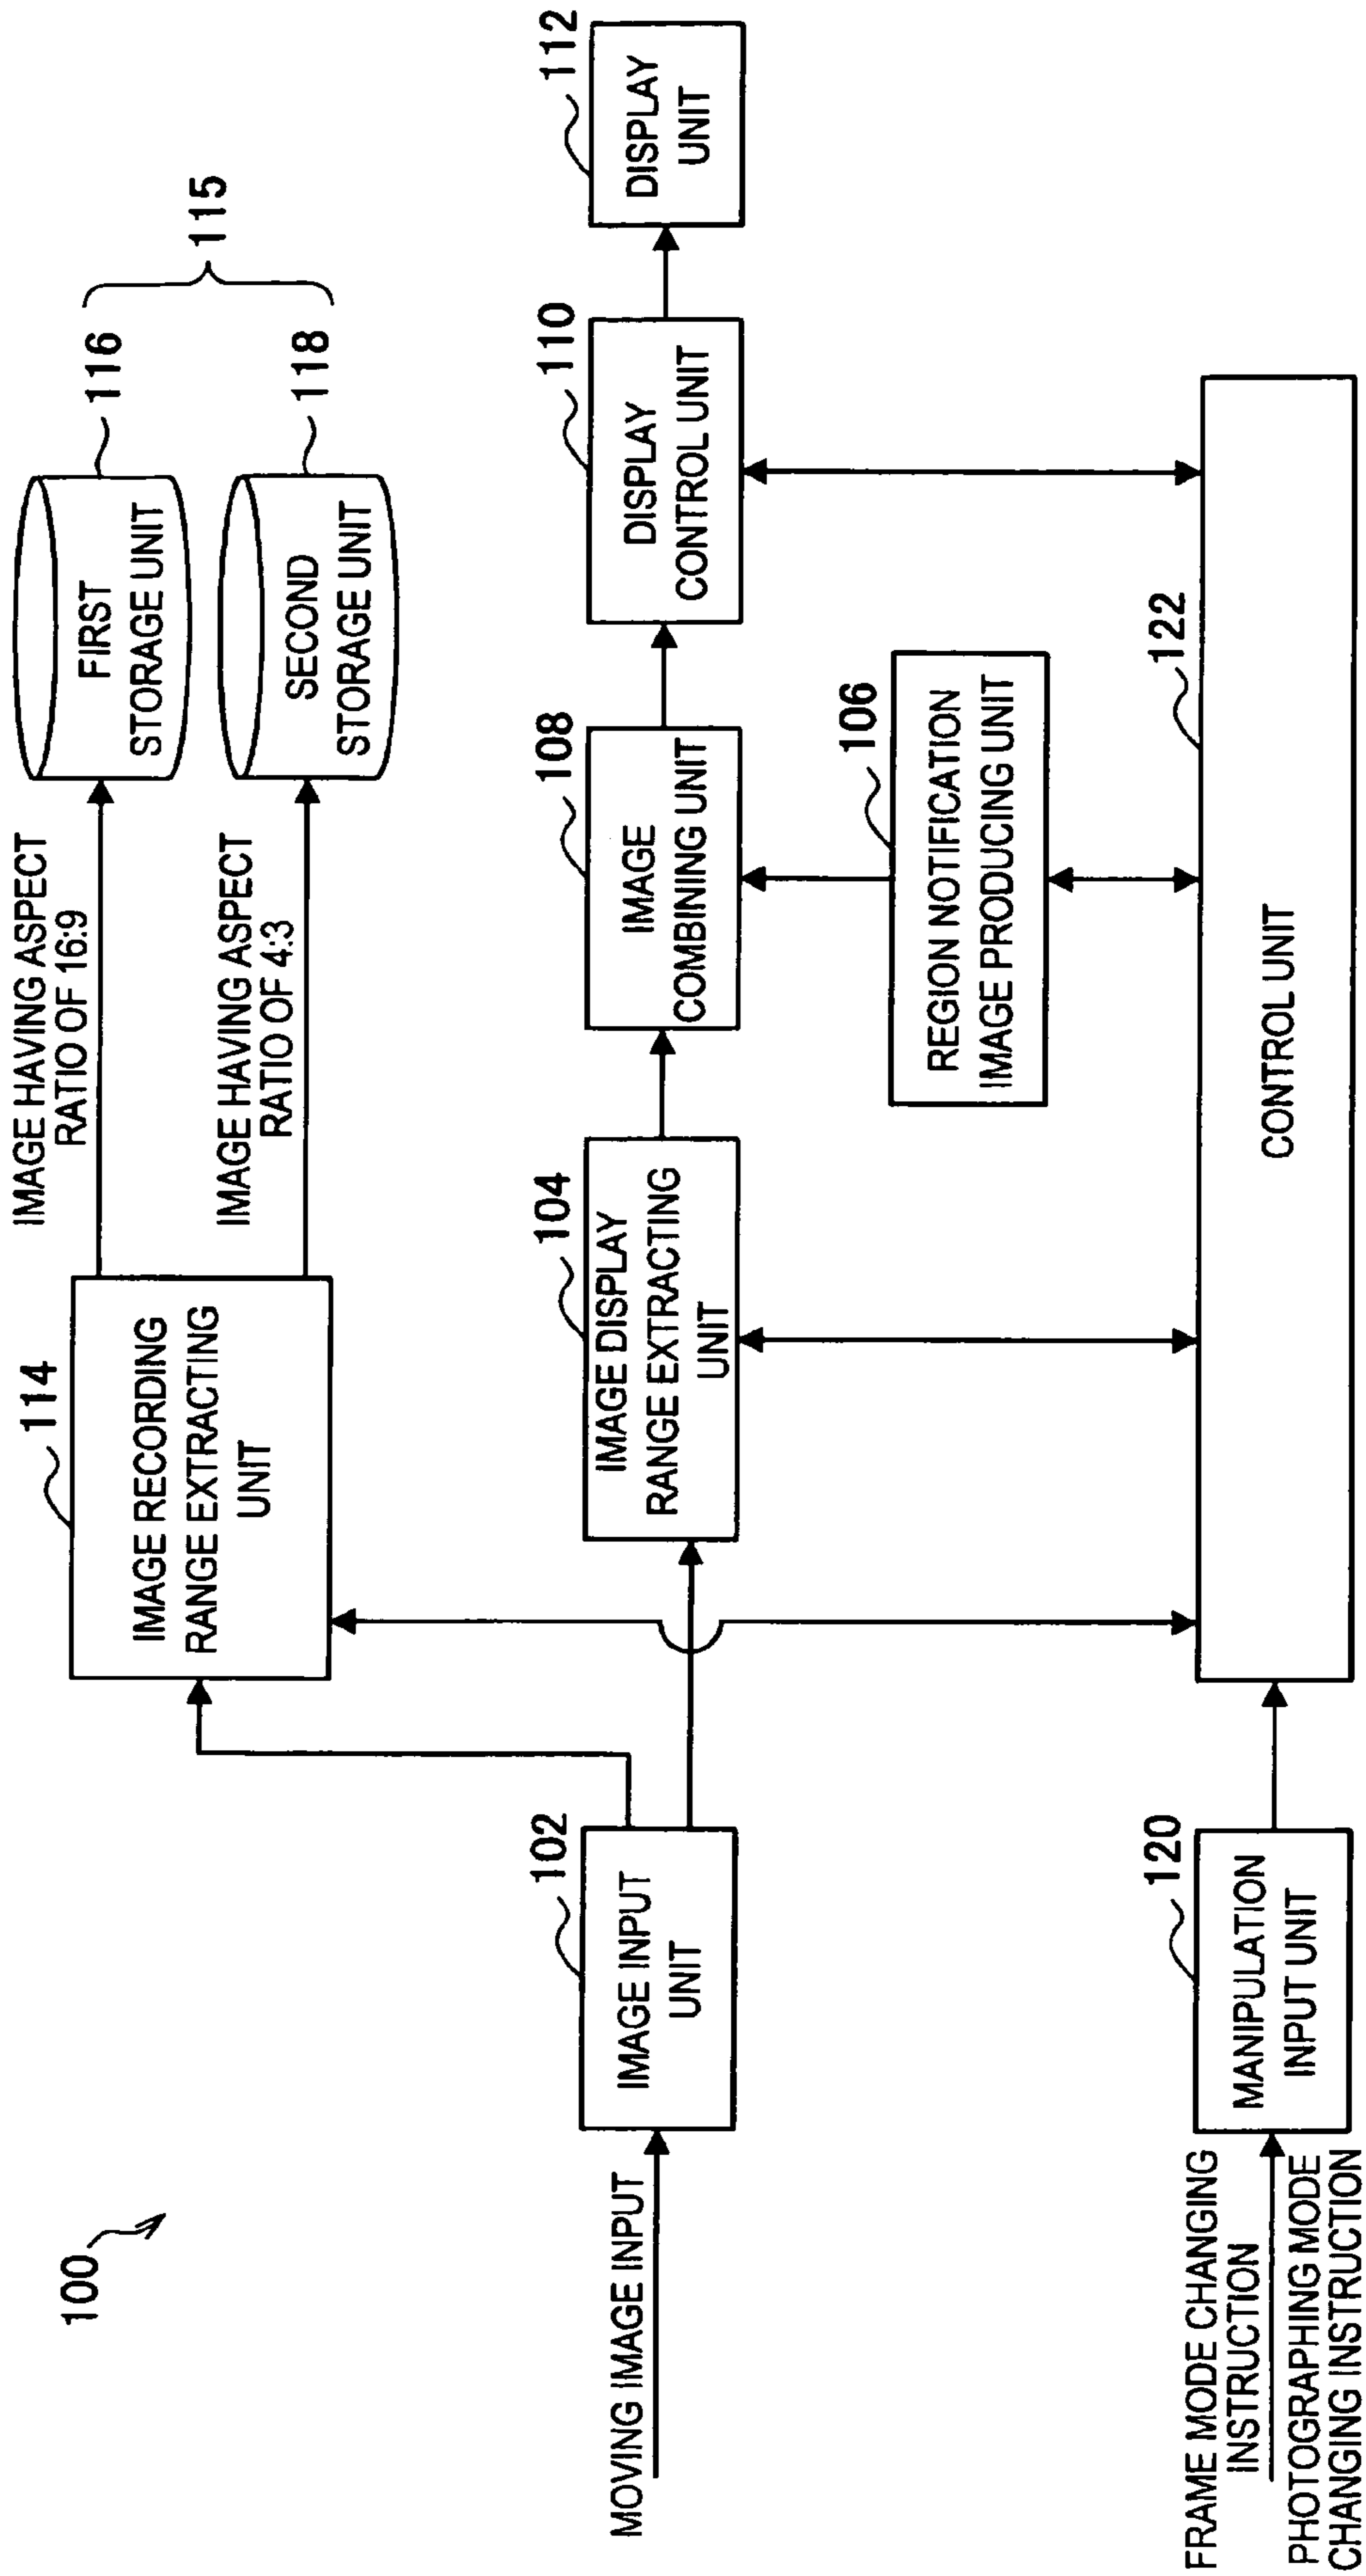 100
IMAGE HAVING ASPECT
RATIO OF 16:9
IMAGE HAVING ASPECT
RATIO OF 4:3
114
IMAGE RECORDING
RANGE EXTRACTING
UNIT
FIRST
STORAGE UNIT
116
SECOND
STORAGE UNIT
118
115
MOVING IMAGE INPUT
102
IMAGE INPUT
UNIT
104
IMAGE DISPLAY
RANGE EXTRACTING
UNIT
108
IMAGE
COMBINING UNIT
110
DISPLAY
CONTROL UNIT
112
DISPLAY
UNIT
106
REGION NOTIFICATION
IMAGE PRODUCING UNIT
FRAME MODE CHANGING
INSTRUCTION
PHOTOGRAPHING MODE
CHANGING INSTRUCTION
120
MANIPULATION
INPUT UNIT
122
CONTROL UNIT